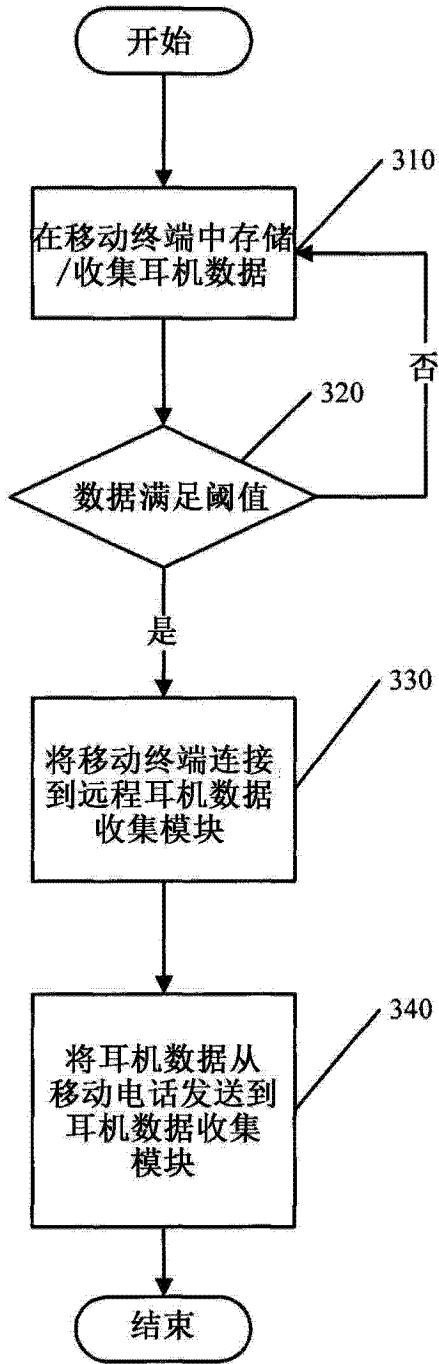 开始
310
在移动终端中存储
/收集耳机数据
否
320
数据满足阈值
是
330
将移动终端连接
到远程耳机数据
收集模块
340
将耳机数据从
移动电话发送到
耳机数据收集
模块
结束